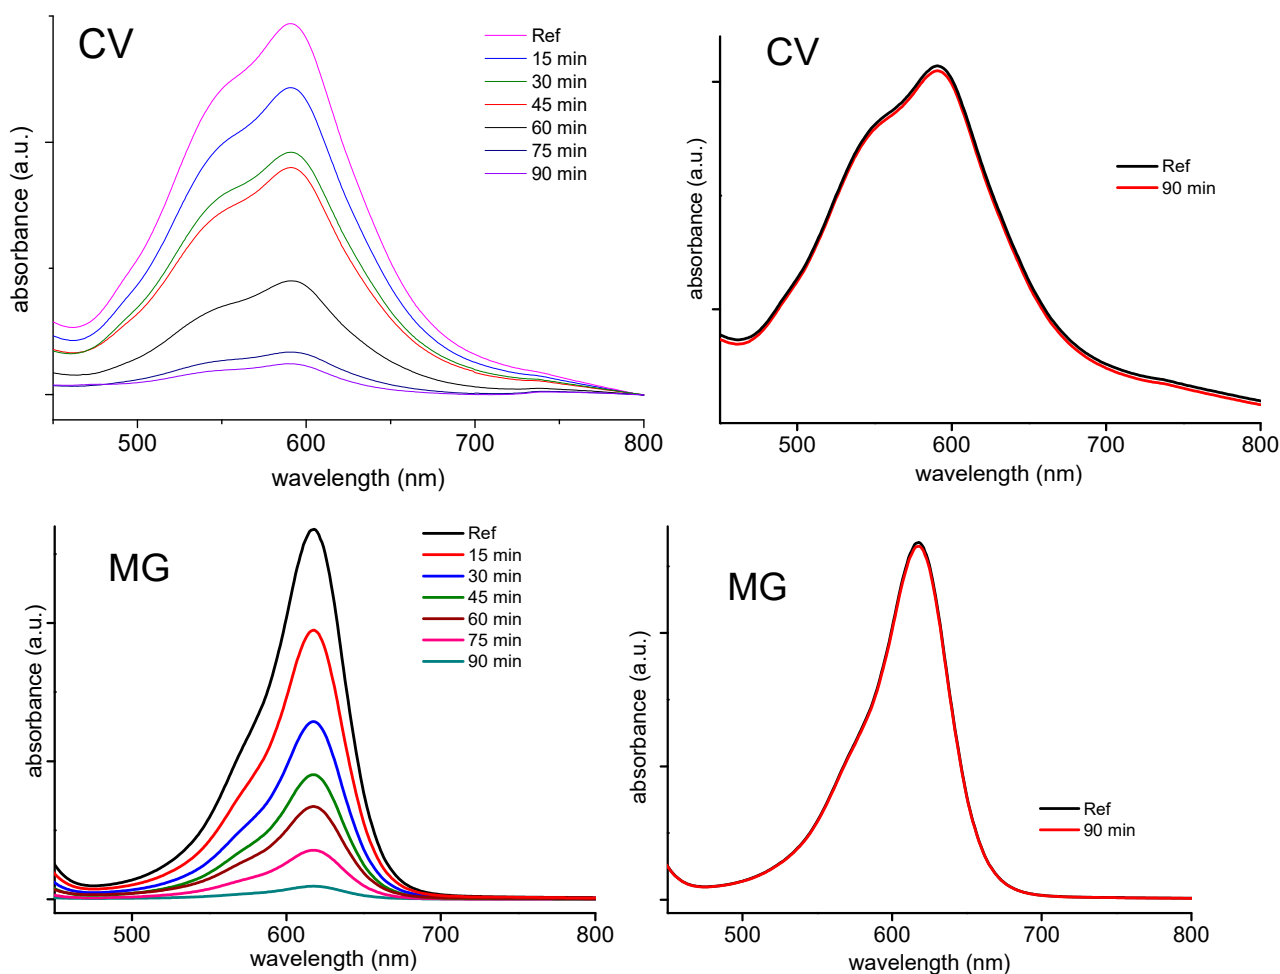 CV
Ref
15 min
30 min
45 min
60 min
75 min
90 min
absorbance (a.u.)
500 600 700 800
wavelength (nm)
CV
Ref
90 min
absorbance (a.u.)
500 600 700 800
wavelength (nm)
MG
Ref
15 min
30 min
45 min
60 min
75 min
90 min
absorbance (a.u.)
500 600 700 800
wavelength (nm)
MG
Ref
90 min
absorbance (a.u.)
500 600 700 800
wavelength (nm)